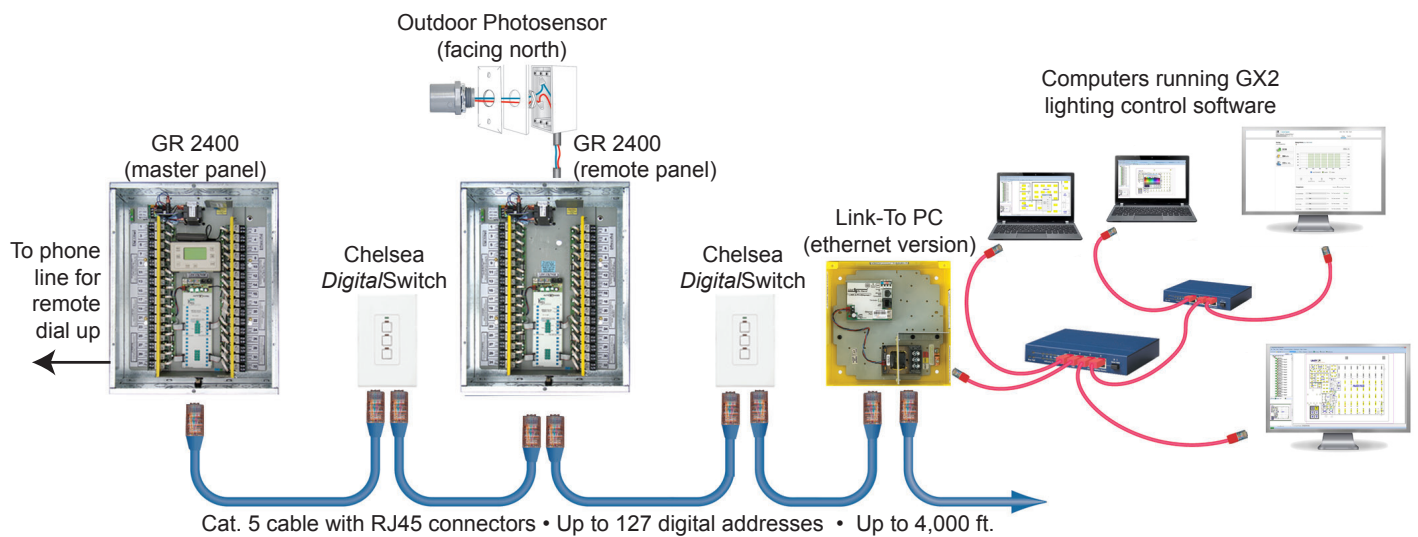 Outdoor Photosensor
(facing north)
Computers running GX2
lighting control software
GR 2400
(master panel)
GR 2400
(remote panel)
To phone
line for
remote
dial up
Chelsea
DigitalSwitch
Chelsea
DigitalSwitch
Link-To PC
(ethernet version)
Cat. 5 cable with RJ45 connectors • Up to 127 digital addresses • Up to 4,000 ft.